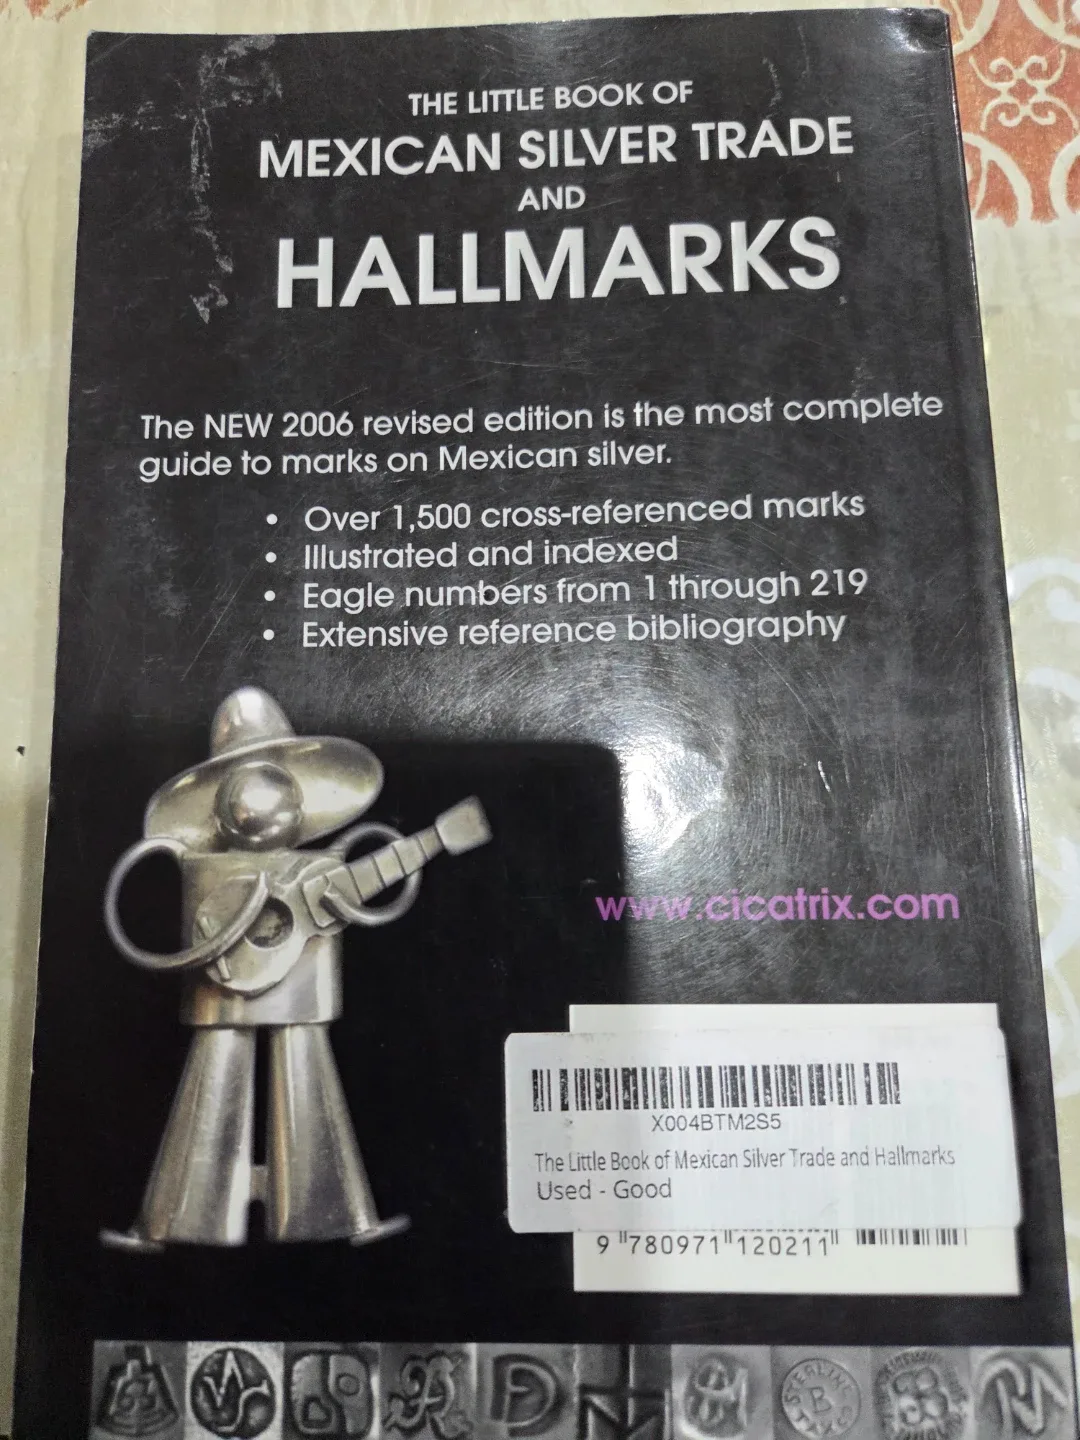 THE LITTLE BOOK OF
MEXICAN SILVER TRADE
AND
HALLMARKS
The NEW 2006 revised edition is the most complete
guide to marks on Mexican silver.
• Over 1,500 cross-referenced marks
• Illustrated and indexed
• Eagle numbers from 1 through 219
• Extensive reference bibliography
www.cicatrix.com
X004BTM2S5
The Little Book of Mexican Silver Trade and Hallmarks
Used - Good
9 780971 120211
D
STERLING
B